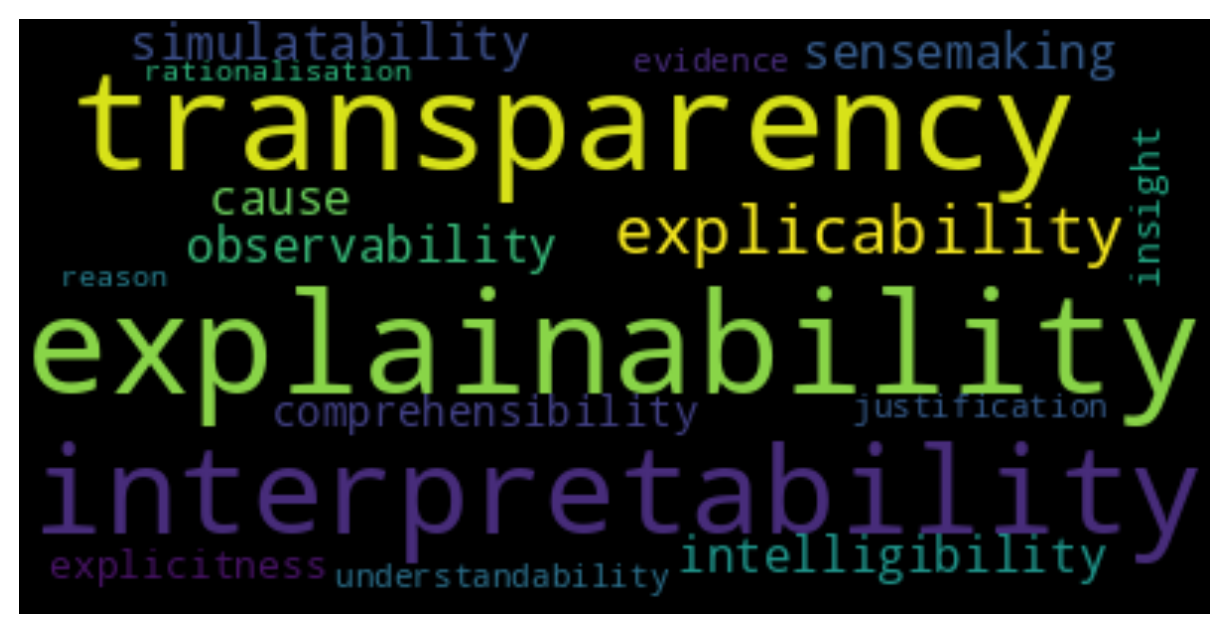 simulatability
evidence
sensemaking
rationalisation
transparency
insight
cause
explicability
observability
reason
explainability
comprehensibility
justification
interpretability
intelligibility
explicitness
understandability